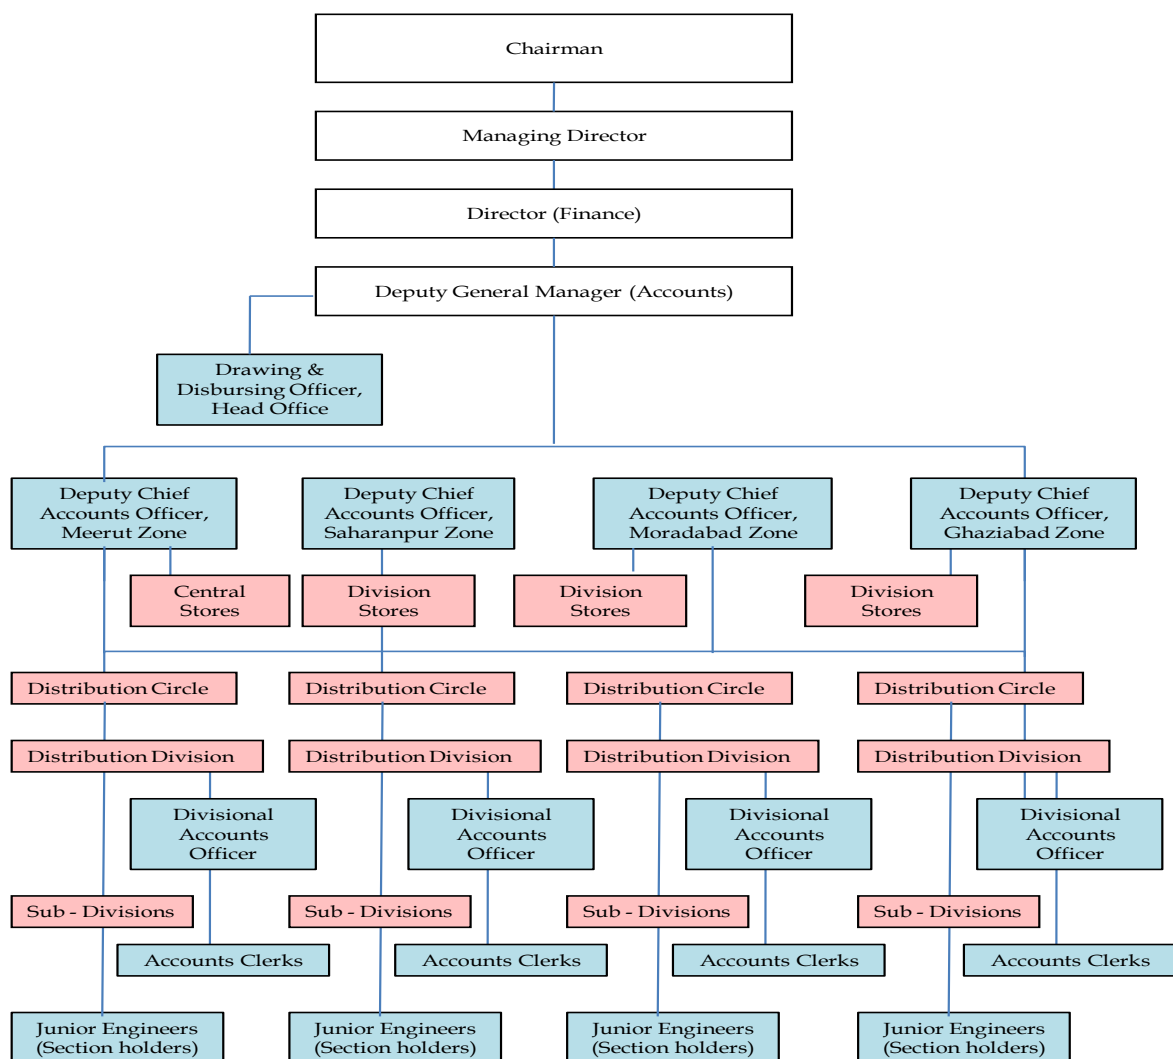 Chairman
Managing Director
Director (Finance)
Deputy General Manager (Accounts)
Drawing &
Disbursing Officer,
Head Office
Deputy Chief
Accounts Officer,
Meerut Zone
Deputy Chief
Accounts Officer,
Saharanpur Zone
Deputy Chief
Accounts Officer,
Moradabad Zone
Deputy Chief
Accounts Officer,
Ghaziabad Zone
Central
Stores
Division
Stores
Division
Stores
Division
Stores
Distribution Circle
Distribution Circle
Distribution Circle
Distribution Circle
Distribution Division
Distribution Division
Distribution Division
Distribution Division
Divisional
Accounts
Officer
Divisional
Accounts
Officer
Divisional
Accounts
Officer
Divisional
Accounts
Officer
Sub - Divisions
Sub - Divisions
Sub - Divisions
Sub - Divisions
Accounts Clerks
Accounts Clerks
Accounts Clerks
Accounts Clerks
Junior Engineers
(Section holders)
Junior Engineers
(Section holders)
Junior Engineers
(Section holders)
Junior Engineers
(Section holders)